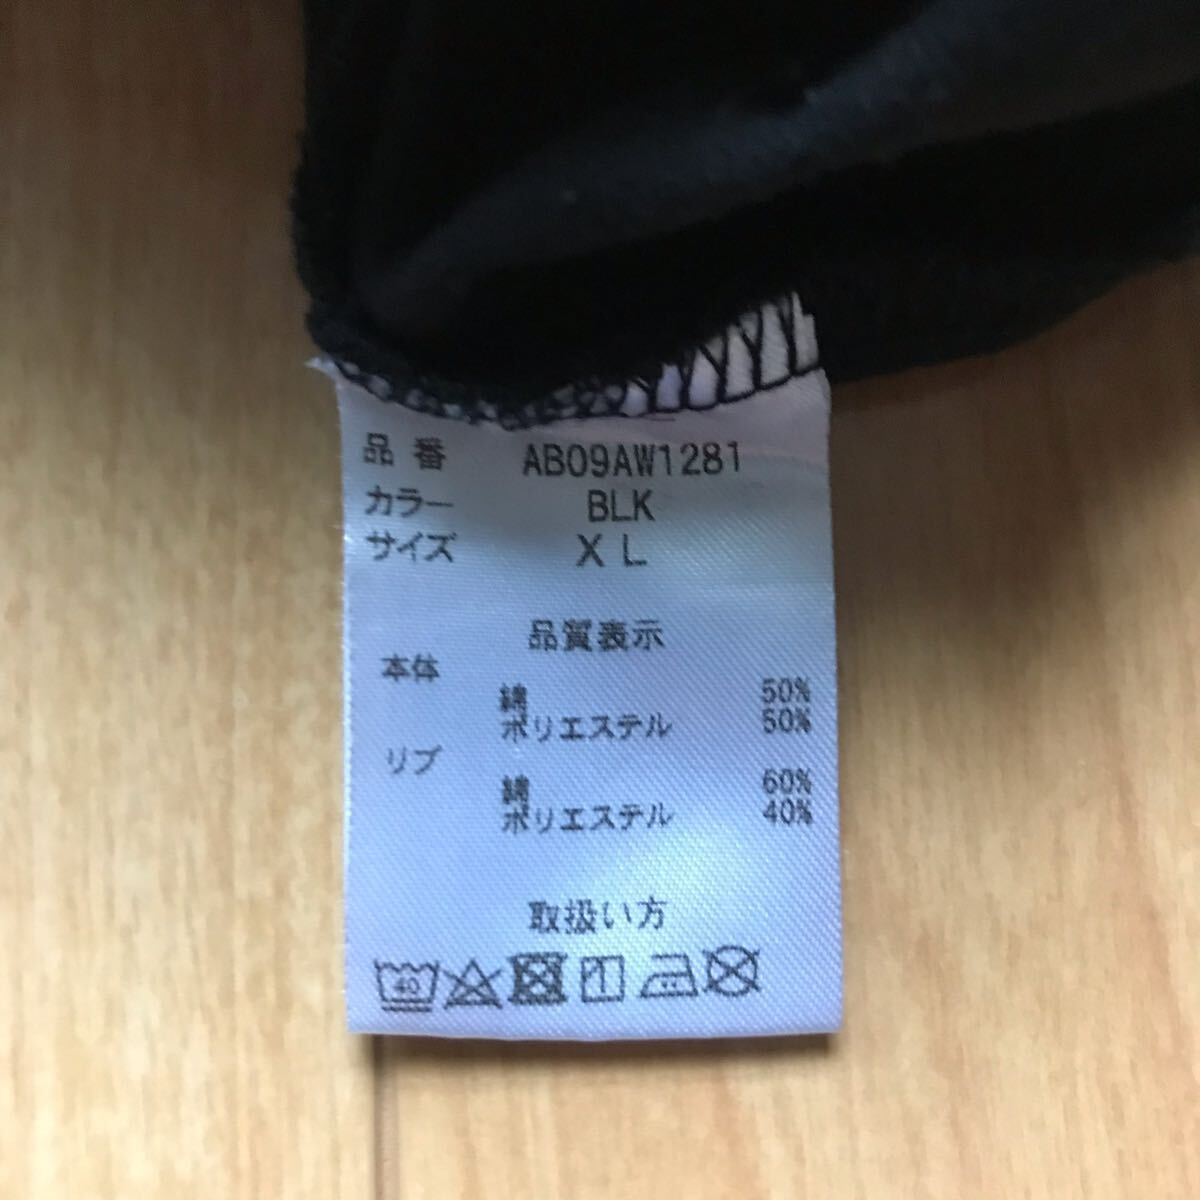 品番 AB09AW1281
カラー BLK
サイズ XL
品質表示
本体
綿 50%
ポリエステル 50%
リブ
綿 60%
ポリエステル 40%
取扱い方
40